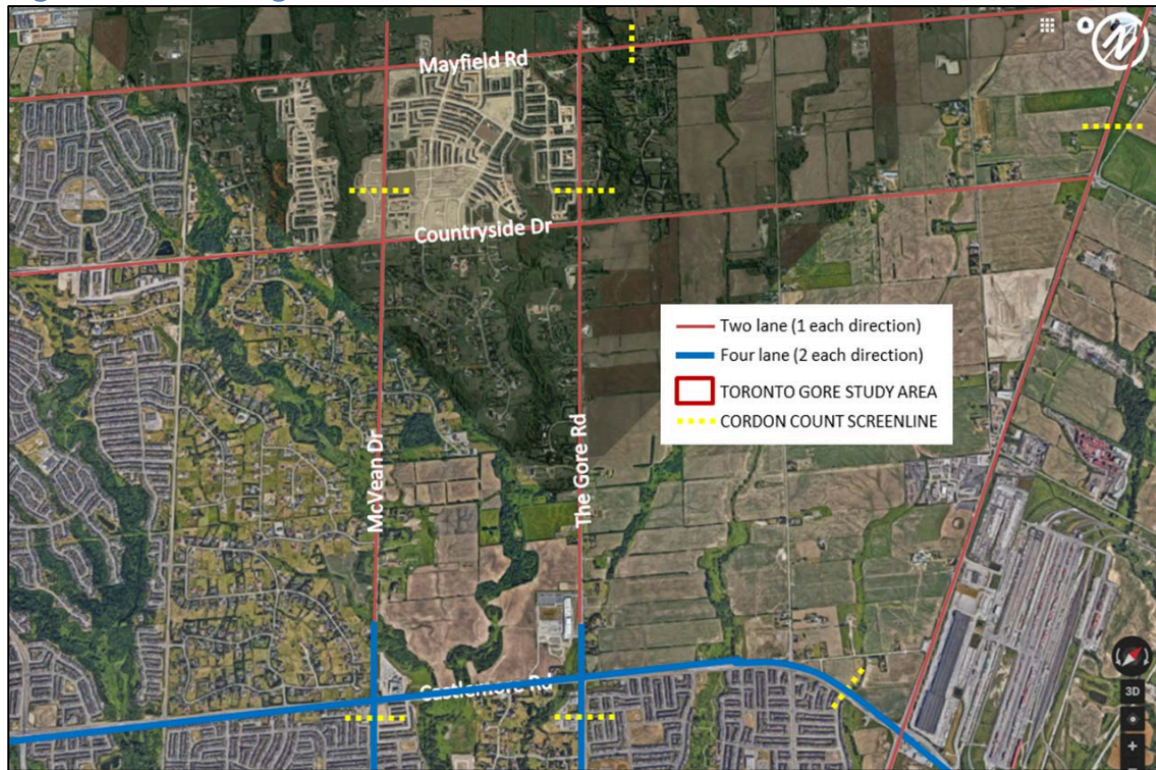 Mayfield Rd
Countryside Dr
McVean Dr
The Gore Rd
Castlemore Rd
Two lane (1 each direction)
Four lane (2 each direction)
TORONTO GORE STUDY AREA
CORDON COUNT SCREENLINE
N
3D